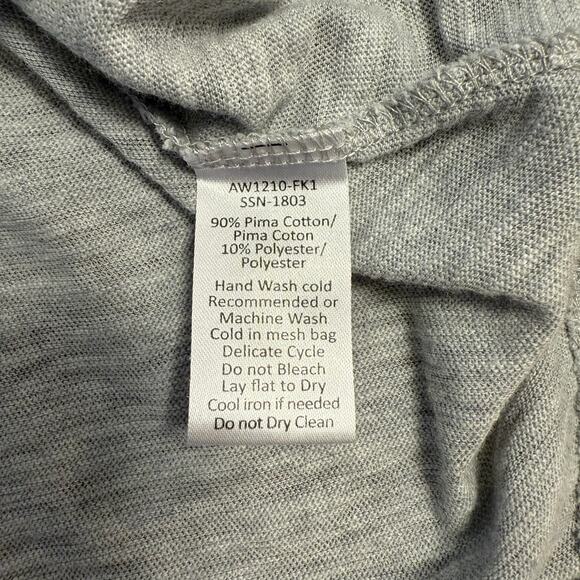 AW1210-FK1
SSN-1803
90% Pima Cotton/
Pima Coton
10% Polyester/
Polyester
Hand Wash cold
Recommended or
Machine Wash
Cold in mesh bag
Delicate Cycle
Do not Bleach
Lay flat to Dry
Cool iron if needed
Do not Dry Clean